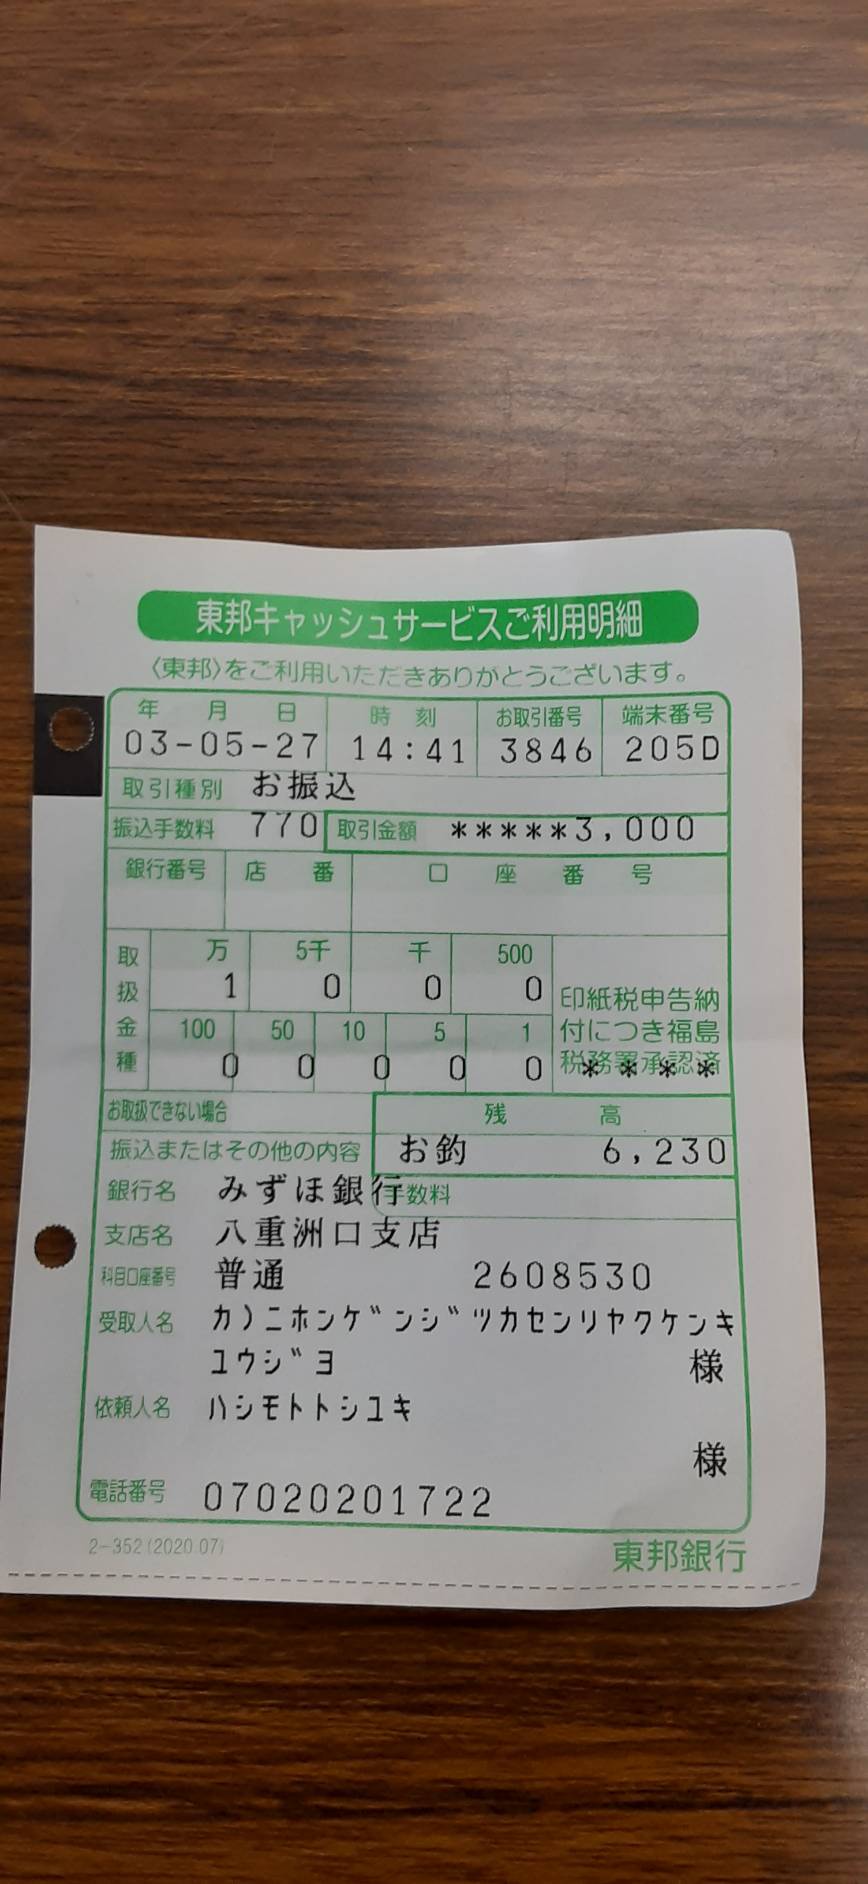 東邦キャッシュサービスご利用明細
〈東邦〉をご利用いただきありがとうございます。
年 月 日 時刻 お取引番号 端末番号
03-05-27 14:41 3846 205D
取引種別 お振込
振込手数料 770 取引金額 *****3,000
銀行番号 店番 口座番号
取扱金種
万 5千 千 500
1 0 0 0
100 50 10 5 1
0 0 0 0 0
印紙税申告納
付につき福島
税務署承認済
* * * *
お取扱できない場合 残高
振込またはその他の内容 お釣 6,230
銀行名 みずほ銀行 手数料
支店名 八重洲口支店
科目口座番号 普通 2608530
受取人名 カ)ニホンゲンジツカセンリヤクケンキ
ユウジヨ 様
依頼人名 ハシモトトシユキ
様
電話番号 07020201722
2-352(2020.07)
東邦銀行